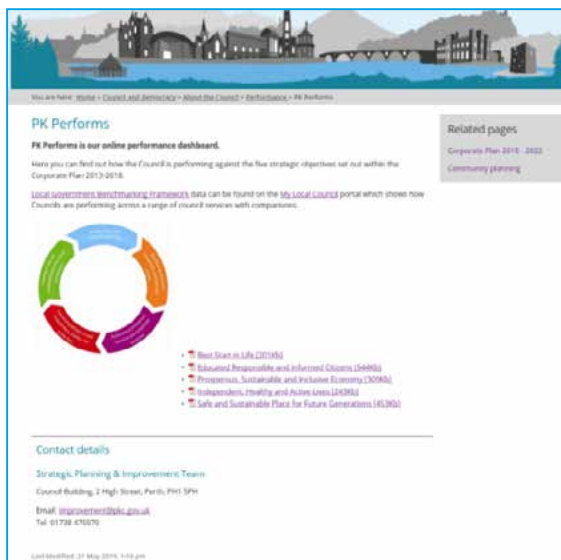 You are here: Home > Council and Democracy > About the Council > Performance > PK Performs
PK Performs
PK Performs is our online performance dashboard.
Here you can find out how the Council is performing against the five strategic objectives set out within the
Corporate Plan 2013-2018.
Local Government Benchmarking Framework data can be found on the My Local Council portal which shows how
Councils are performing across a range of council services with comparisons.
Best Start in Life [201Kb]
Educated Responsible and Informed Citizens [344Kb]
Prosperous, Sustainable and Inclusive Economy [309Kb]
Independent, Healthy and Active Lives [243Kb]
Safe and Sustainable Place for Future Generations [453Kb]
Related pages
Corporate Plan 2018 - 2022
Community planning
Contact details
Strategic Planning & Improvement Team
Council Building, 2 High Street, Perth, PH1 5PH
Email: improvement@pkc.gov.uk
Tel: 01738
Last Modified: 31 May 2019, pm